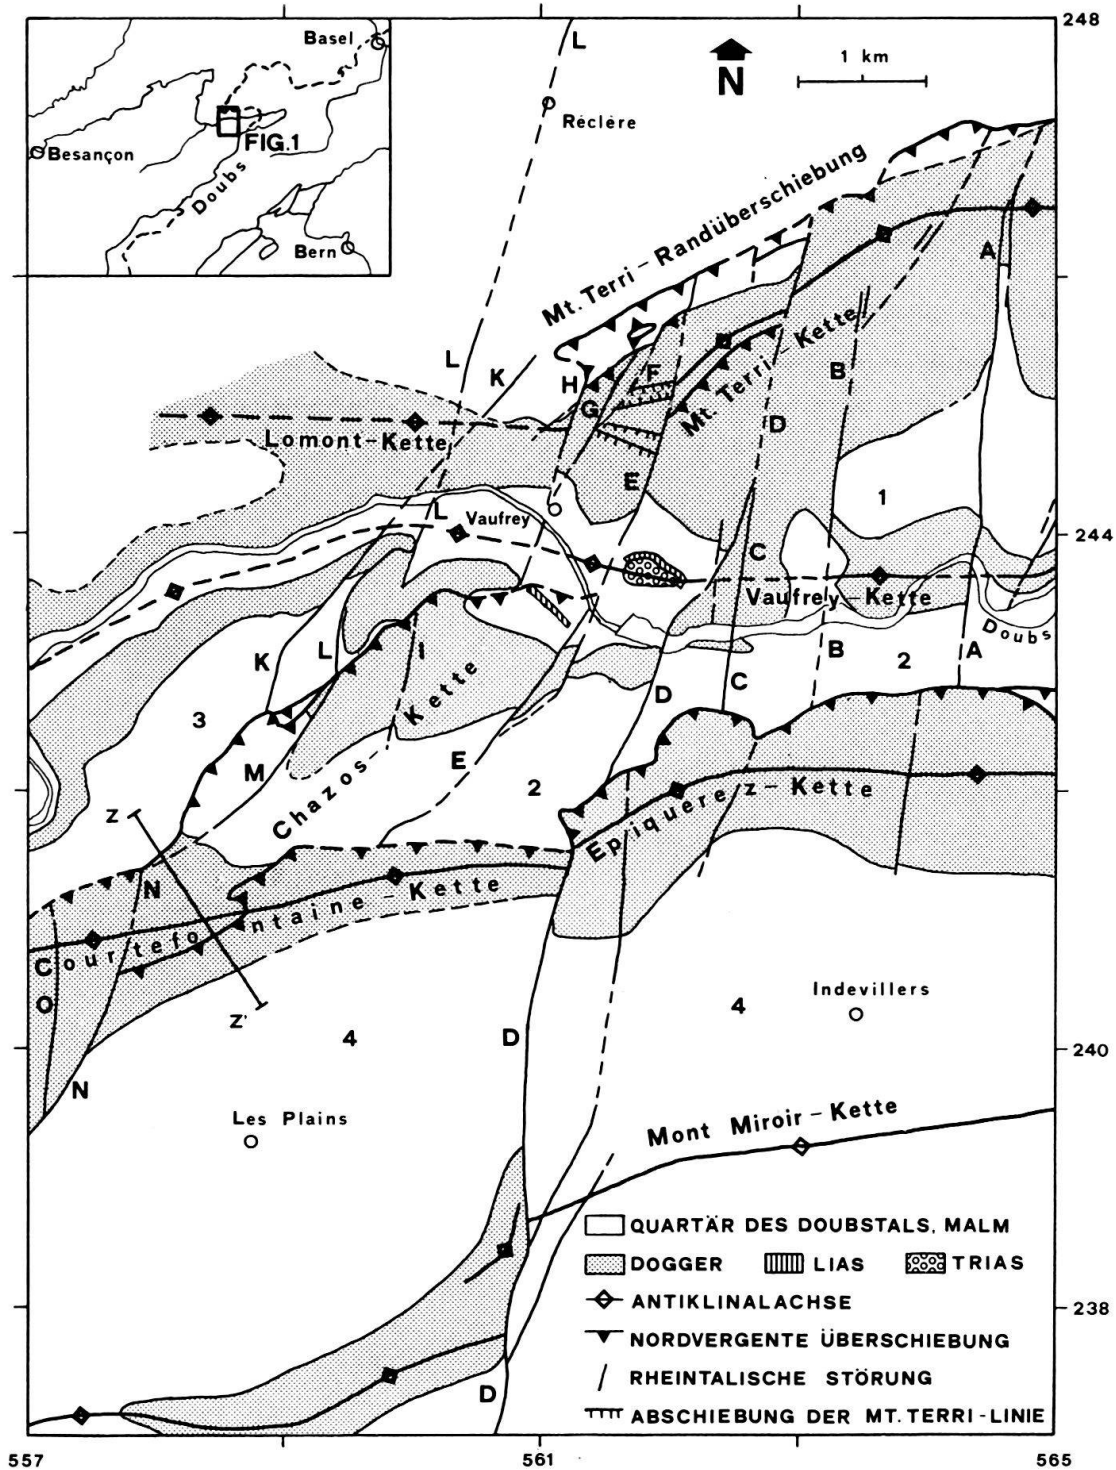 248
Basel
Besançon
FIG.1
Doubs
Bern
N
1 km
L
Réclère
Mt. Terri-Randüberschiebung
A
L
K
H
F
G
Mt. Terri-Kette
B
D
Lomont-Kette
E
1
L
Vaufrey
244
C
Vaufrey-Kette
Doubs
K
L
I
B
2
A
3
Kette
D
C
M
E
2
Chazos-
Z
Epiquerez-Kette
N
Courtefontaine-Kette
O
Indevillers
Z'
4
4
D
240
N
Les Plains
Mont Miroir-Kette
QUARTÄR DES DOUBSTALS, MALM
DOGGER
LIAS
TRIAS
ANTIKLINALACHSE
238
NORDVERGENTE ÜBERSCHIEBUNG
RHEINTALISCHE STÖRUNG
D
ABSCHIEBUNG DER MT. TERRI-LINIE
557
561
565